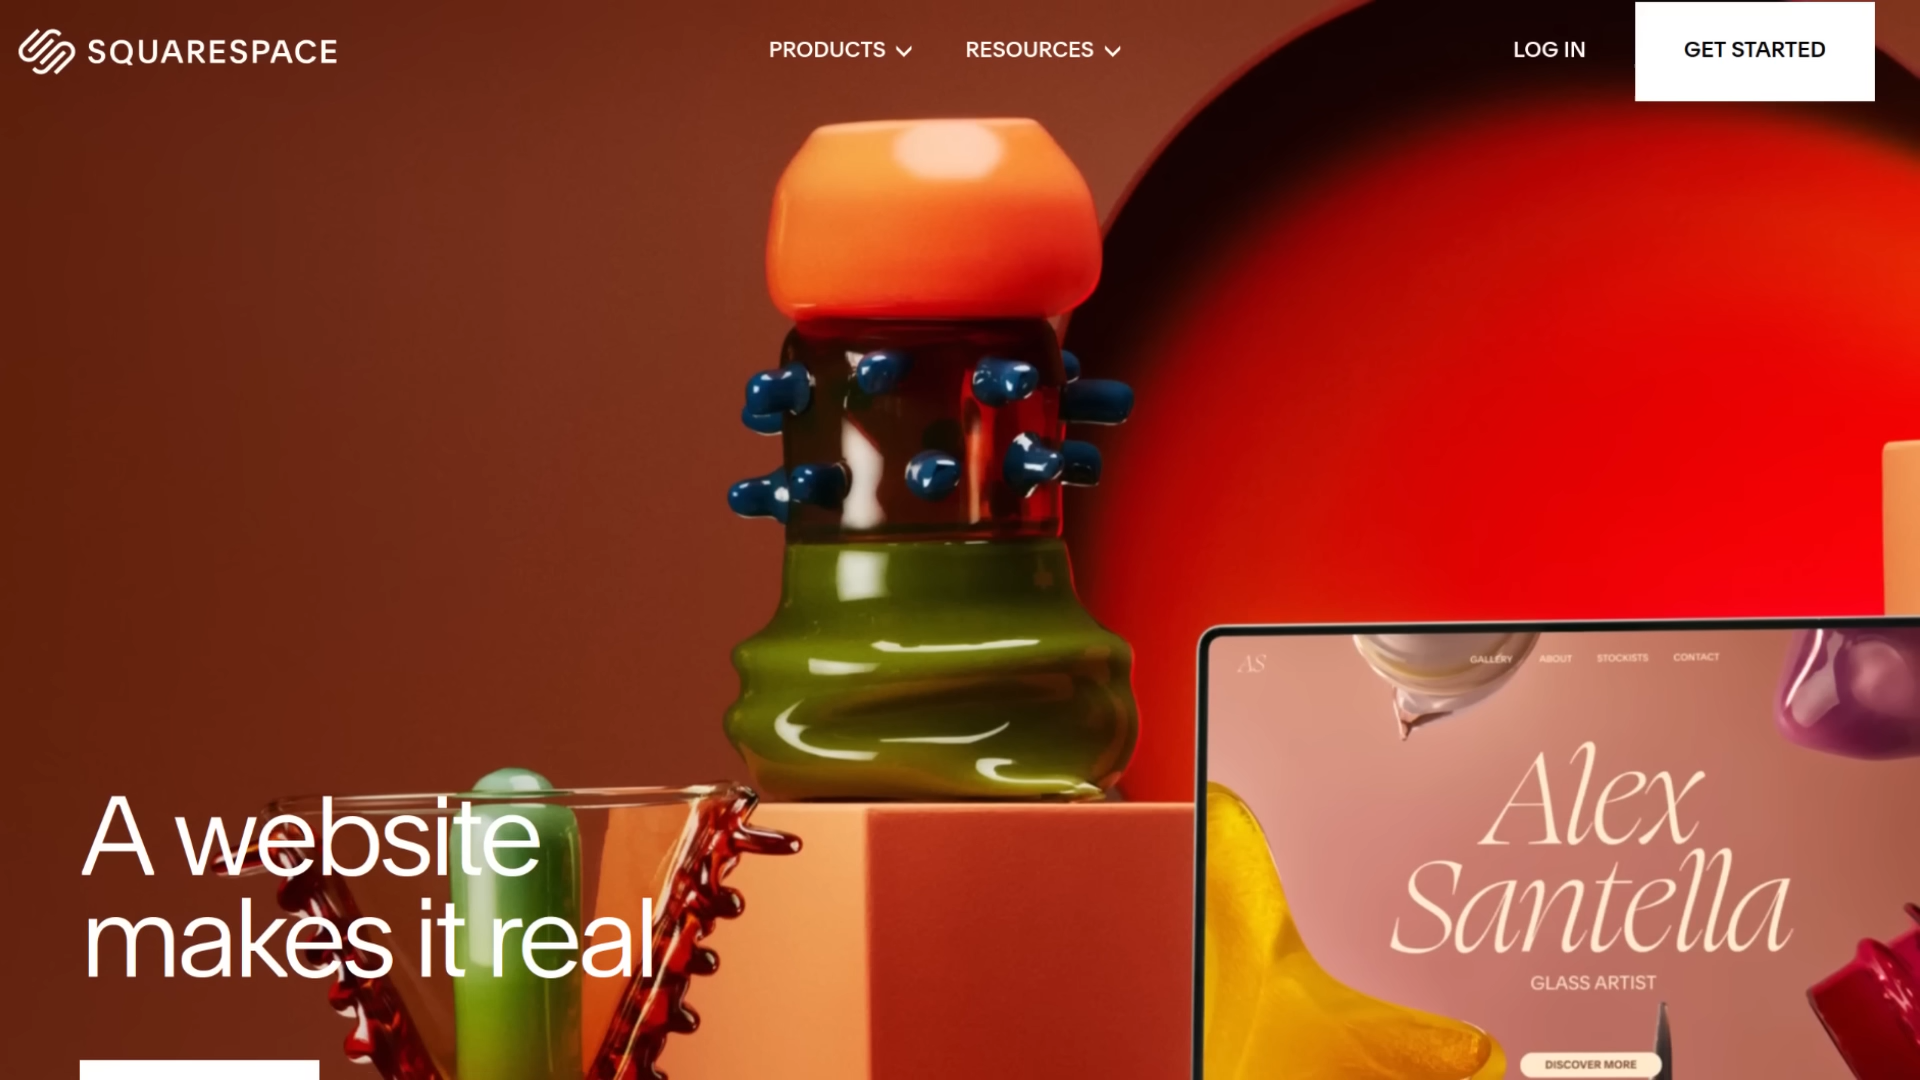 SQUARESPACE
PRODUCTS
RESOURCES
LOG IN
GET STARTED
AS
GALLERY
ABOUT
STOCKISTS
CONTACT
Alex
Santella
GLASS ARTIST
DISCOVER MORE
A website
makes it real